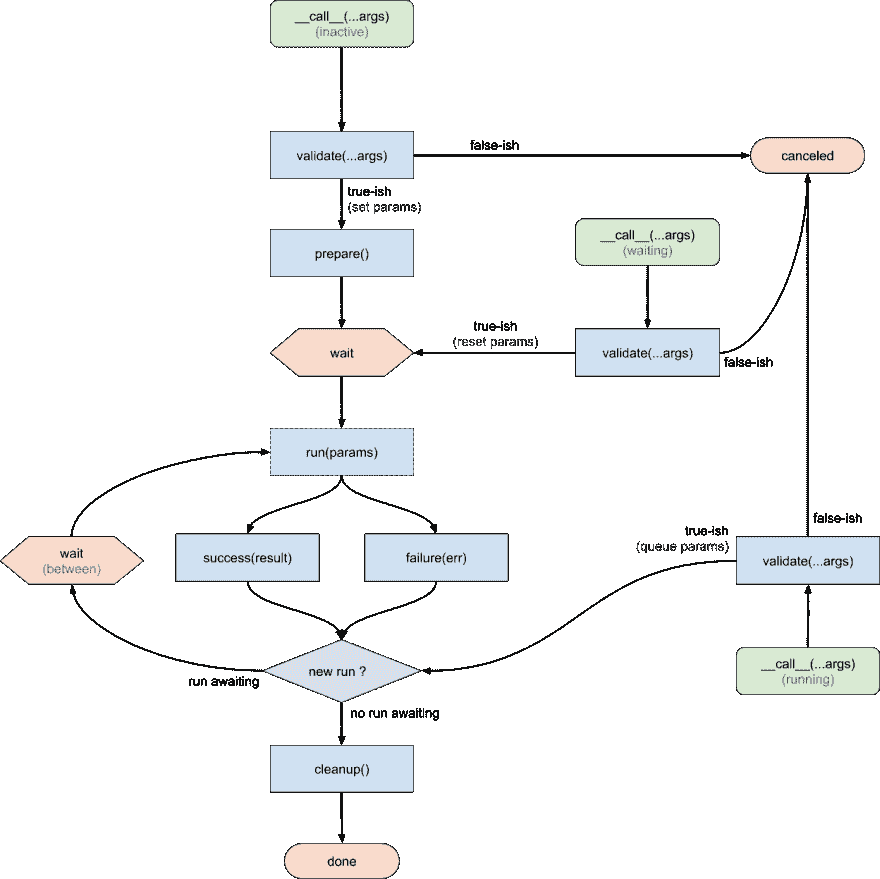 __call__(...args)
(inactive)
validate(...args)
false-ish
canceled
true-ish
(set params)
__call__(...args)
(waiting)
prepare()
true-ish
(reset params)
wait
validate(...args)
false-ish
run(params)
wait
(between)
success(result)
failure(err)
true-ish
(queue params)
false-ish
validate(...args)
new run ?
run awaiting
no run awaiting
__call__(...args)
(running)
cleanup()
done